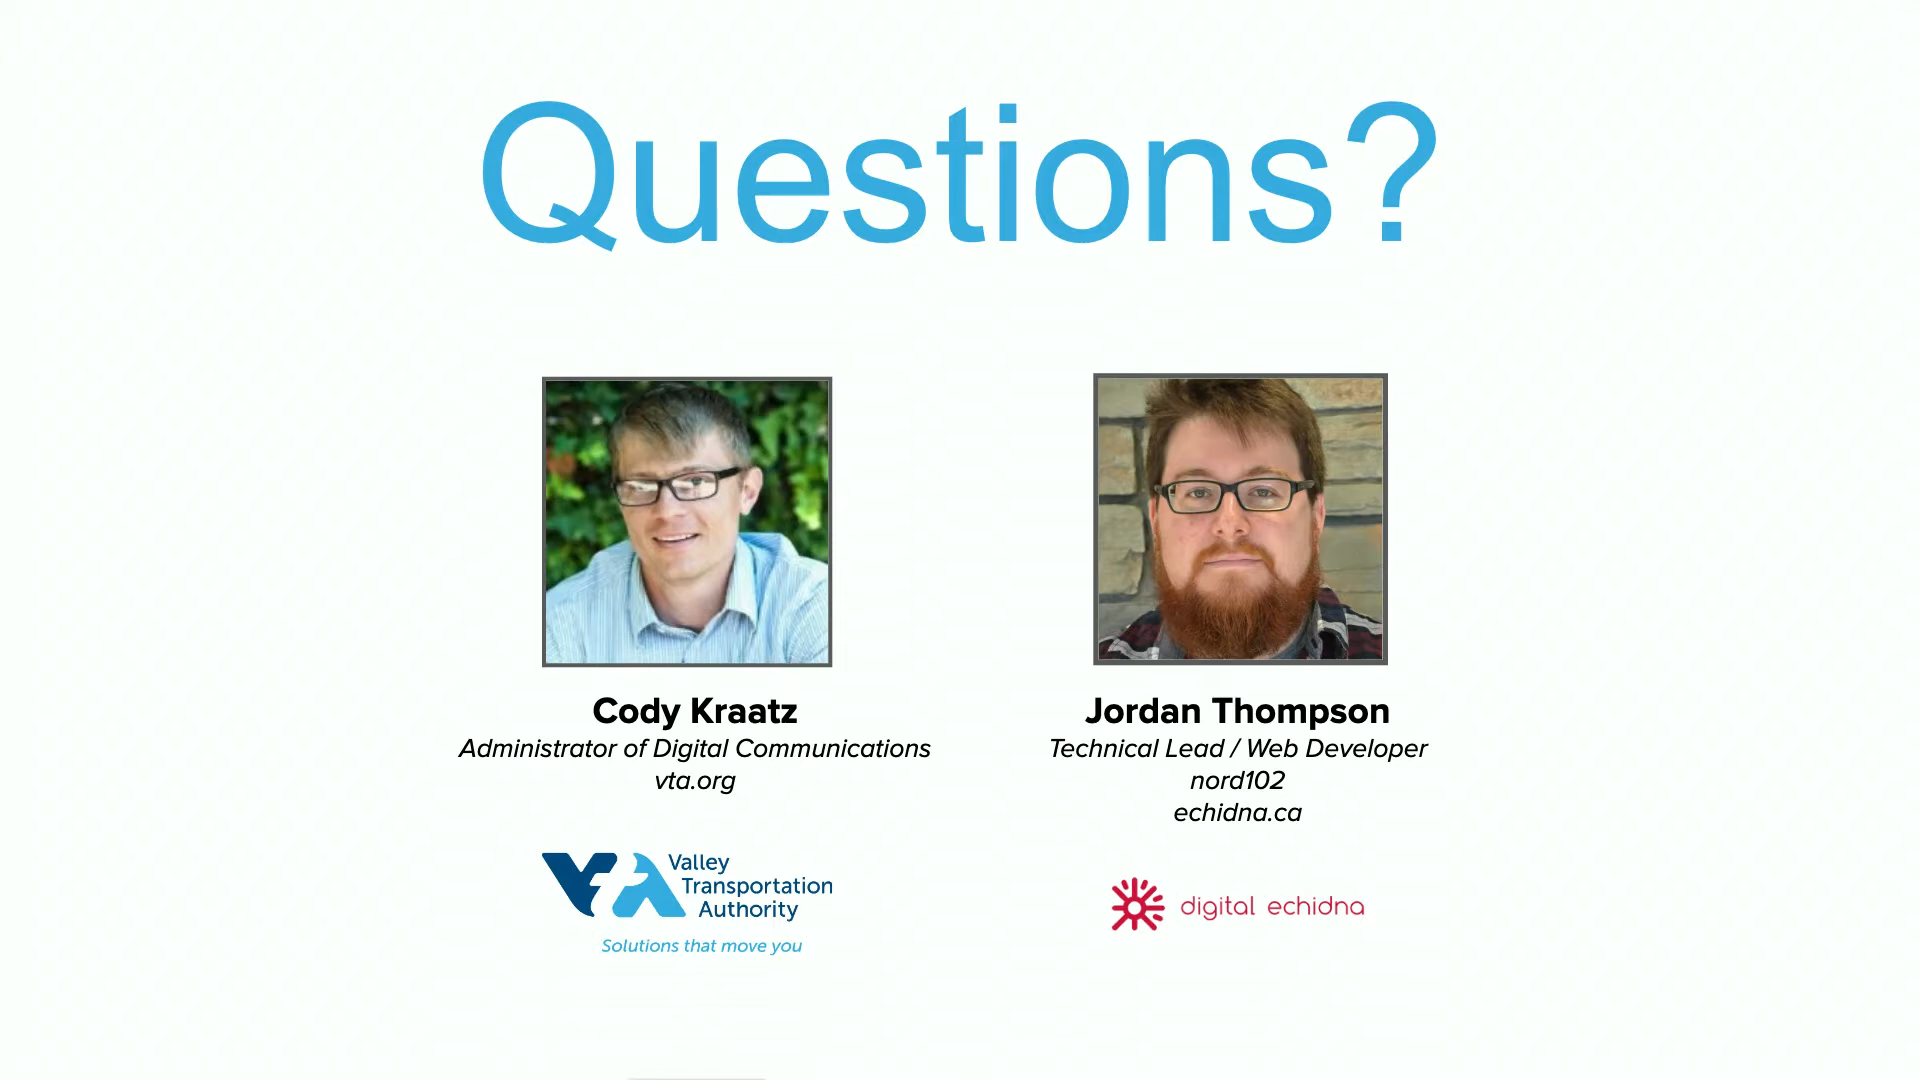 Questions?
Cody Kraatz
Administrator of Digital Communications
vta.org
Valley
Transportation
Authority
Solutions that move you
Jordan Thompson
Technical Lead / Web Developer
nord102
echidna.ca
digital echidna